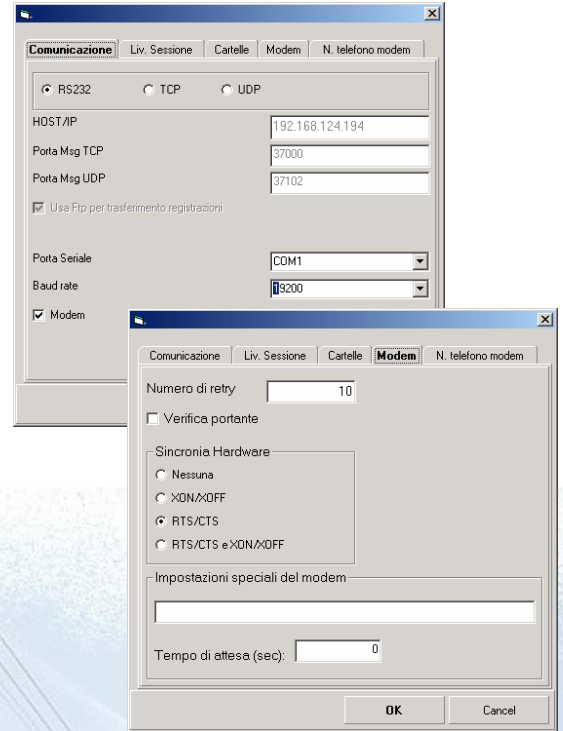 Comunicazione Liv. Sessione Cartelle Modem N. telefono modem
RS232 TCP UDP
HOST/IP 192.168.124.194
Porta Msg TCP 37000
Porta Msg UDP 37102
Usa Ftp per trasferimento registrazioni
Porta Seriale COM1
Baud rate 19200
Modem
Comunicazione Liv. Sessione Cartelle Modem N. telefono modem
Numero di retry 10
Verifica portante
Sincronia Hardware
Nessuna
XON/XOFF
RTS/CTS
RTS/CTS e XON/XOFF
Impostazioni speciali del modem
Tempo di attesa (sec): 0
OK Cancel